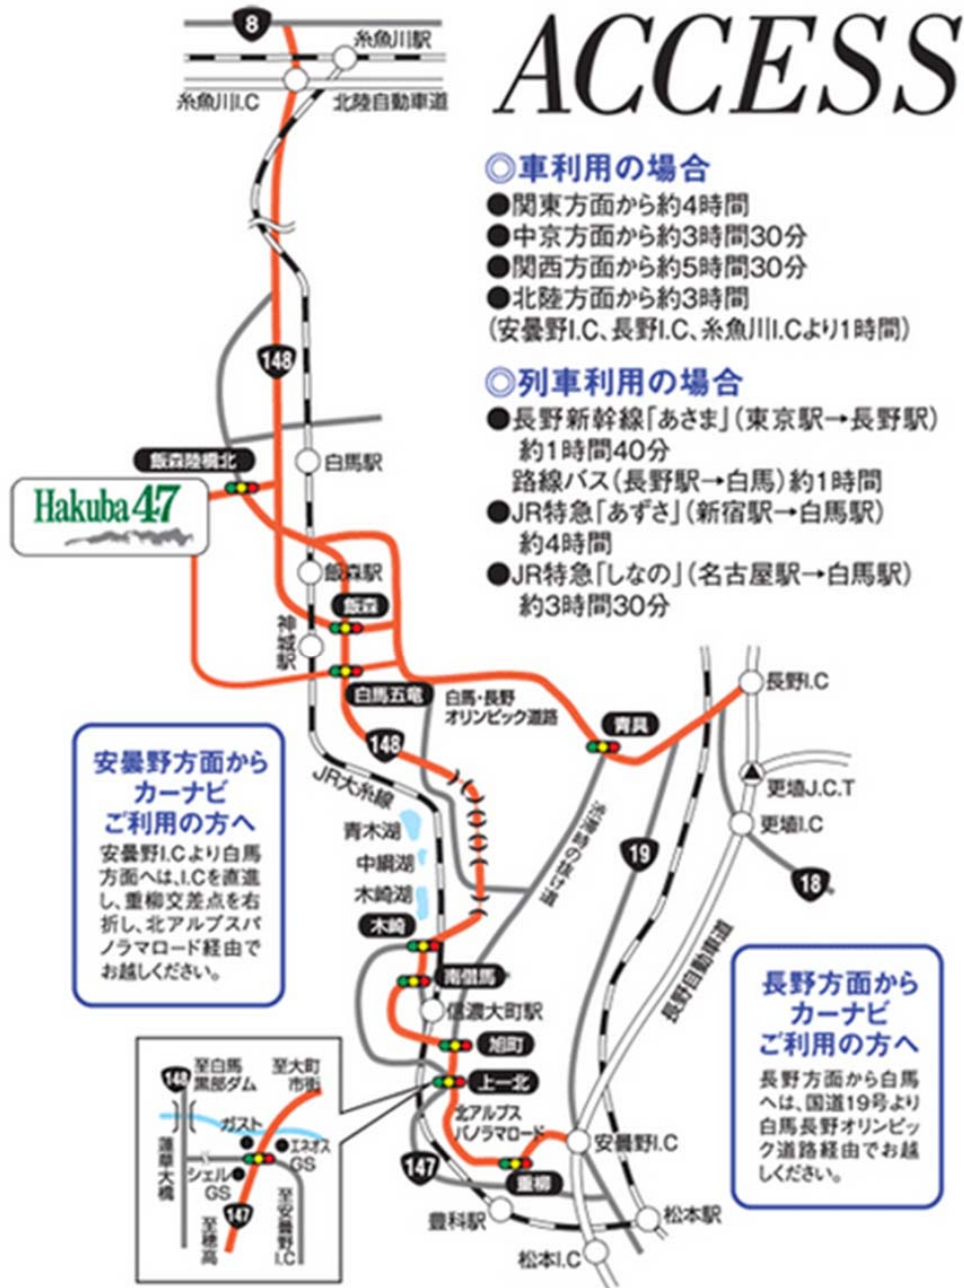 ACCESS
8
糸魚川駅
糸魚川I.C
北陸自動車道
◎車利用の場合
●関東方面から約4時間
●中京方面から約3時間30分
●関西方面から約5時間30分
●北陸方面から約3時間
(安曇野I.C、長野I.C、糸魚川I.Cより1時間)
◎列車利用の場合
●長野新幹線「あさま」(東京駅→長野駅)
約1時間40分
路線バス(長野駅→白馬)約1時間
●JR特急「あずさ」(新宿駅→白馬駅)
約4時間
●JR特急「しなの」(名古屋駅→白馬駅)
約3時間30分
148
飯森陸橋北
白馬駅
Hakuba 47
飯森駅
飯森
神城駅
白馬五竜
白馬・長野
オリンピック道路
青具
長野I.C
148
JR大糸線
更埴J.C.T
更埴I.C
青木湖
中綱湖
木崎湖
渋滞時の抜け道
19
18
木崎
南借馬
信濃大町駅
長野自動車道
旭町
上一北
北アルプス
パノラマロード
安曇野I.C
147
重柳
豊科駅
松本駅
松本I.C
安曇野方面から
カーナビ
ご利用の方へ
安曇野I.Cより白馬
方面へは、I.Cを直進
し、重柳交差点を右
折し、北アルプスパ
ノラマロード経由で
お越しください。
長野方面から
カーナビ
ご利用の方へ
長野方面から白馬
へは、国道19号より
白馬長野オリンピッ
ク道路経由でお越
しください。
148
至白馬
黒部ダム
至大町
市街
ガスト
エネオス
GS
蓮華大橋
シェル
GS
147
至穂高
至安曇野I.C